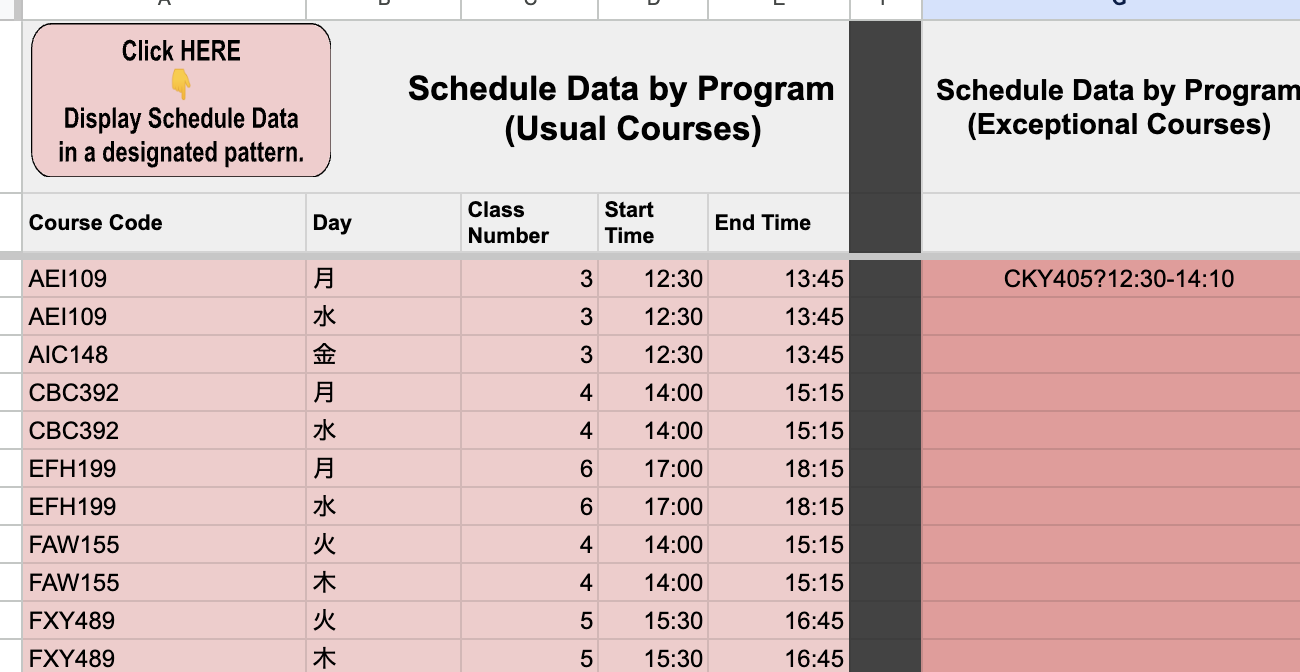 Click HERE
👇
Display Schedule Data
in a designated pattern.
Schedule Data by Program
(Usual Courses)
Schedule Data by Program
(Exceptional Courses)
Course Code Day Class Number Start Time End Time
AEI109 月 3 12:30 13:45 CKY405?12:30-14:10
AEI109 水 3 12:30 13:45
AIC148 金 3 12:30 13:45
CBC392 月 4 14:00 15:15
CBC392 水 4 14:00 15:15
EFH199 月 6 17:00 18:15
EFH199 水 6 17:00 18:15
FAW155 火 4 14:00 15:15
FAW155 木 4 14:00 15:15
FXY489 火 5 15:30 16:45
FXY489 木 5 15:30 16:45